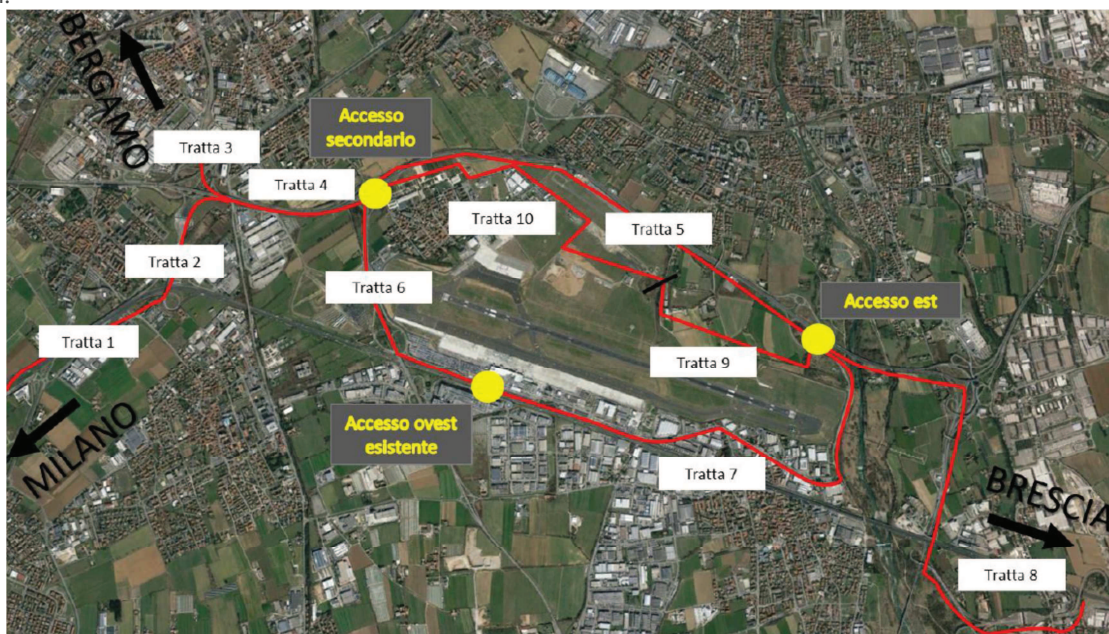 BERGAMO
Accesso
secondario
Tratta 3
Tratta 4
Tratta 10
Tratta 5
Tratta 2
Tratta 6
Accesso est
Tratta 1
Tratta 9
MILANO
Accesso ovest
esistente
Tratta 7
BRESCIA
Tratta 8